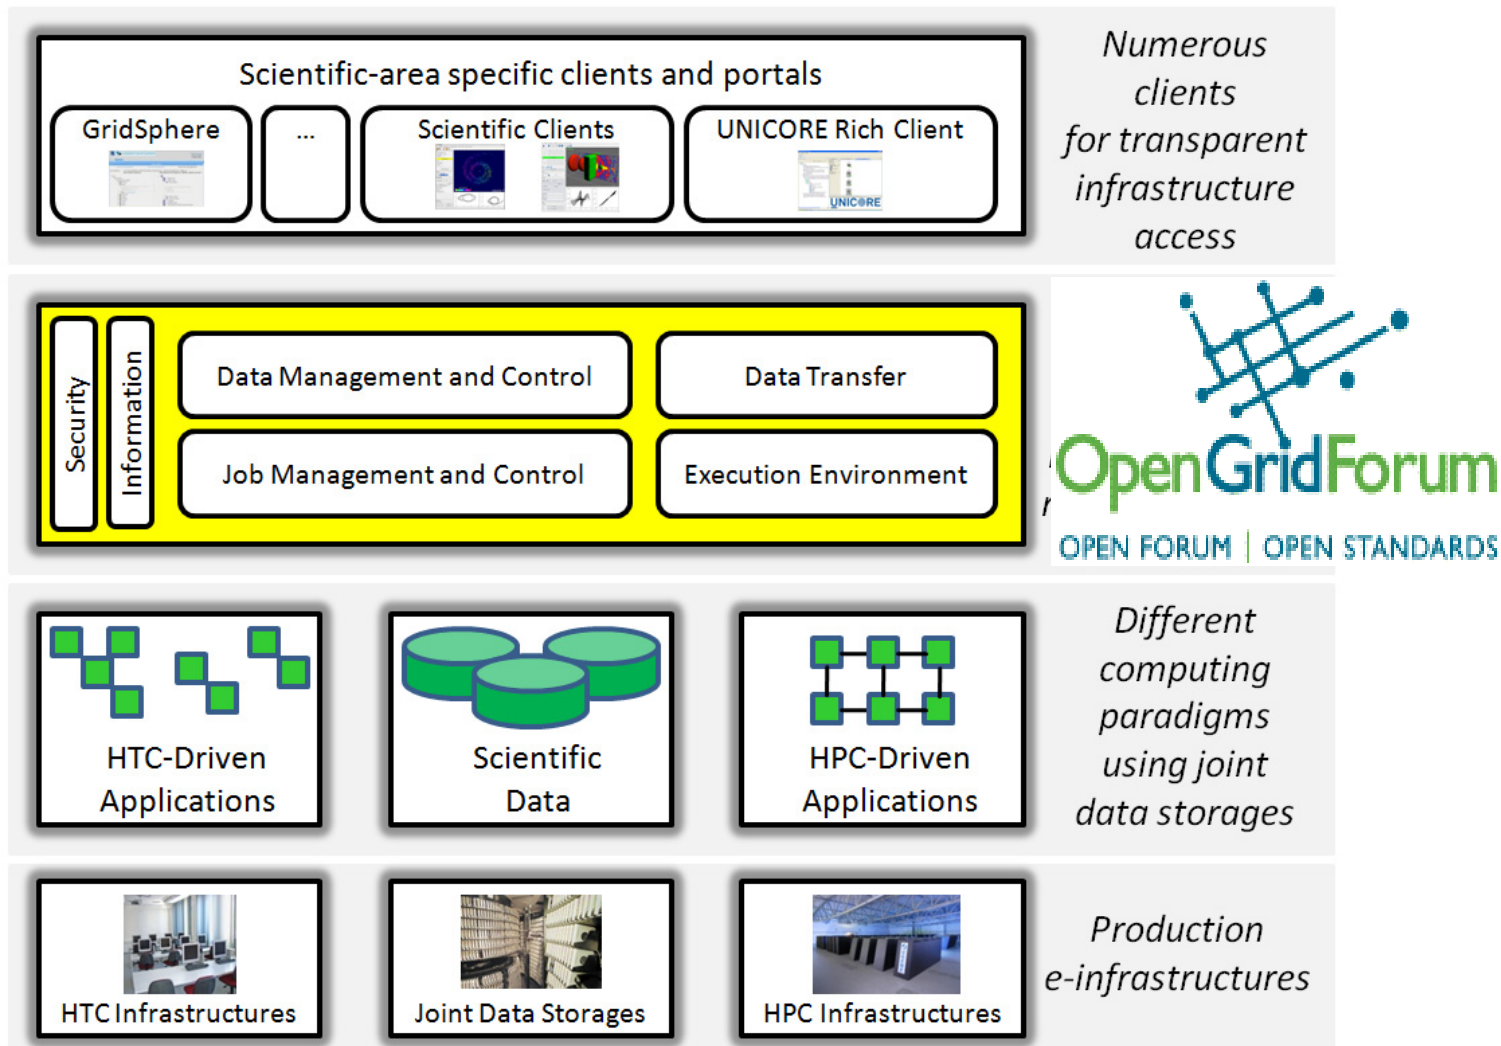 Scientific-area specific clients and portals
GridSphere
...
Scientific Clients
UNICORE Rich Client
UNICORE
Numerous
clients
for transparent
infrastructure
access
Security
Information
Data Management and Control
Data Transfer
Job Management and Control
Execution Environment
OpenGridForum
OPEN FORUM | OPEN STANDARDS
HTC-Driven
Applications
Scientific
Data
HPC-Driven
Applications
Different
computing
paradigms
using joint
data storages
HTC Infrastructures
Joint Data Storages
HPC Infrastructures
Production
e-infrastructures